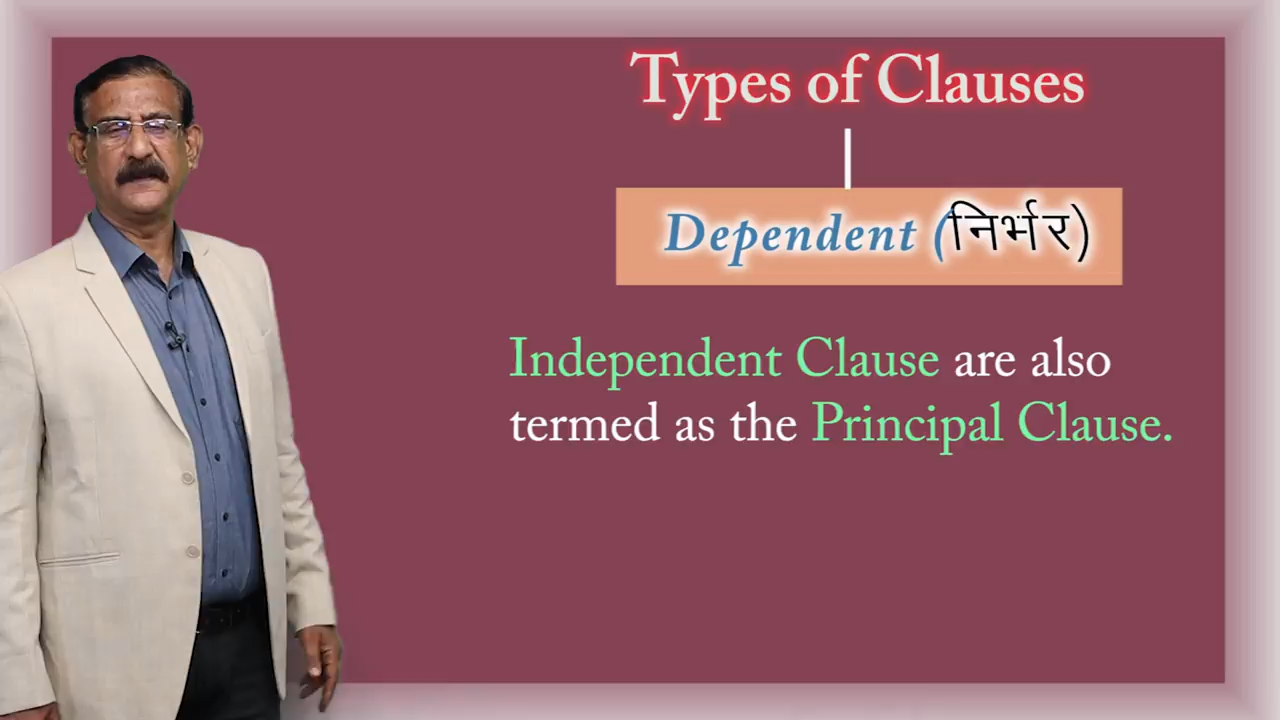 Types of Clauses
Dependent (निर्भर)
Independent Clause are also
termed as the Principal Clause.